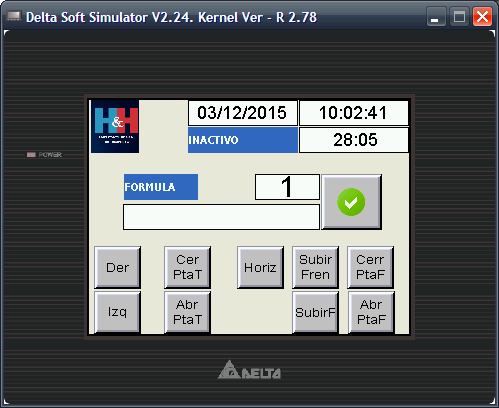 Delta Soft Simulator V2.24. Kernel Ver - R 2.78
POWER
H&H
03/12/2015 10:02:41
INACTIVO 28:05
FORMULA 1
Der Cer PtaT Horiz Subir Fren Cerr PtaF
Izq Abr PtaT SubirF Abr PtaF
DELTA